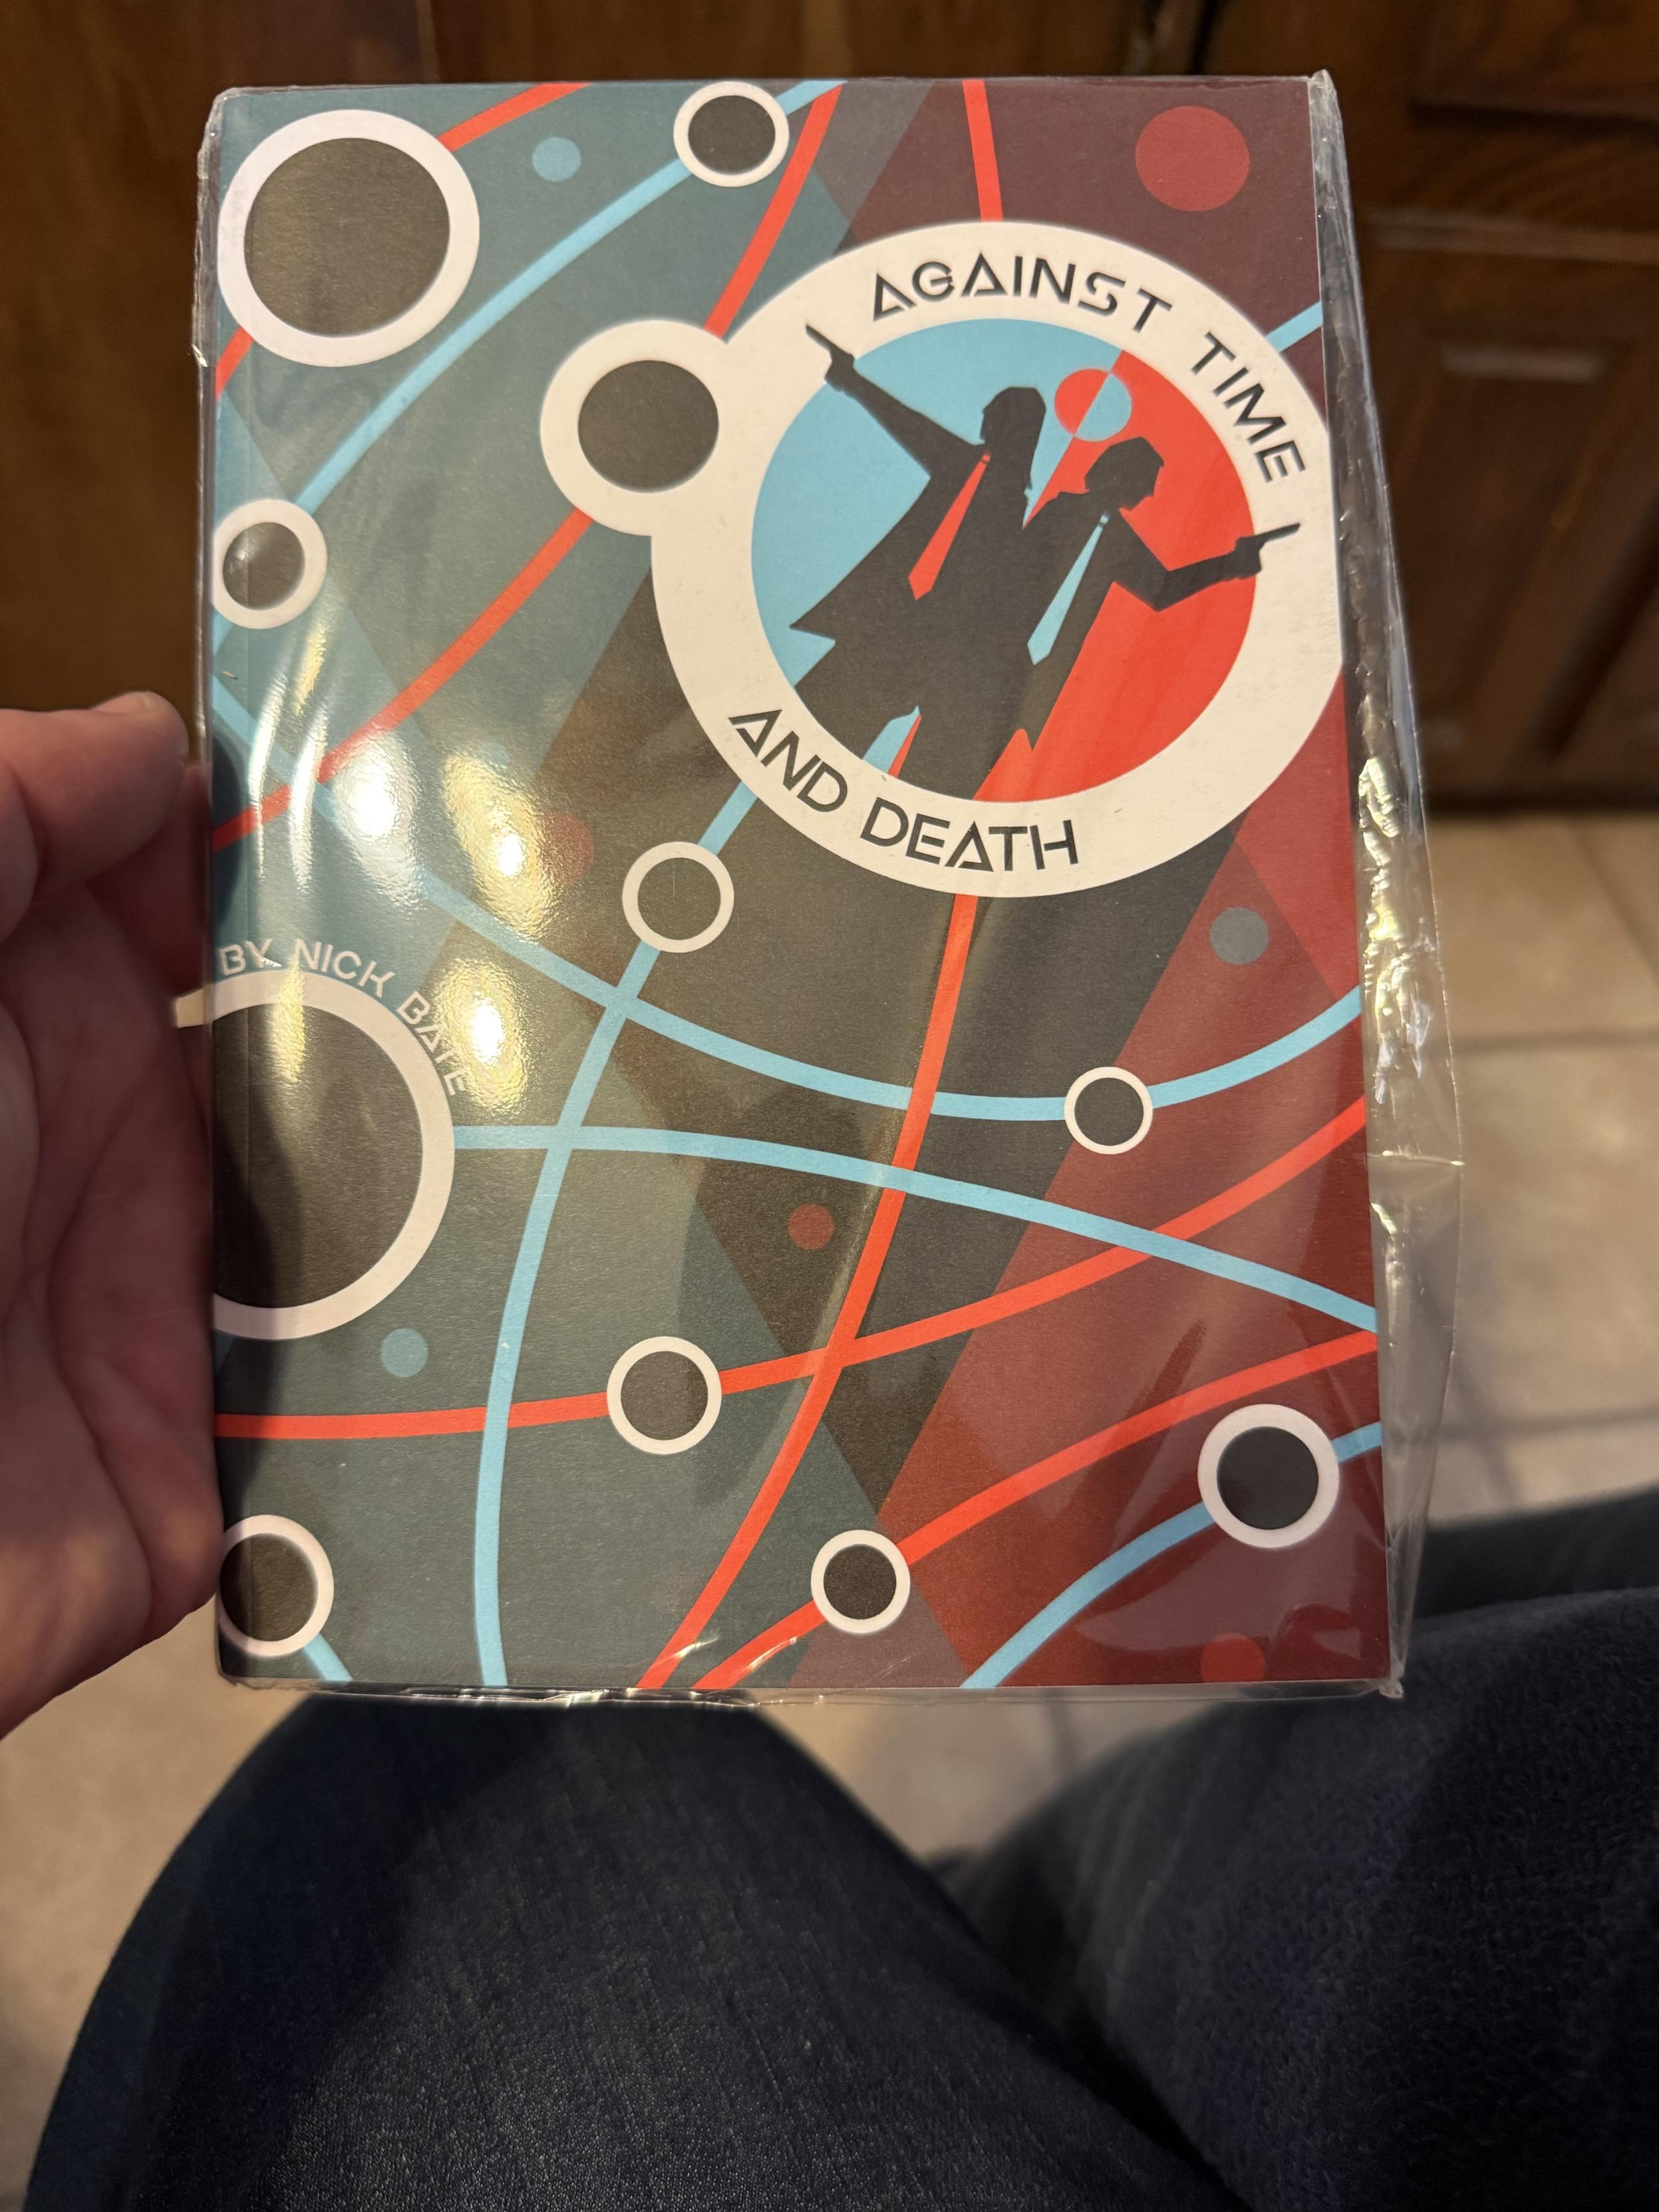 AGAINST TIME
AND DEATH
BY NICK BATE